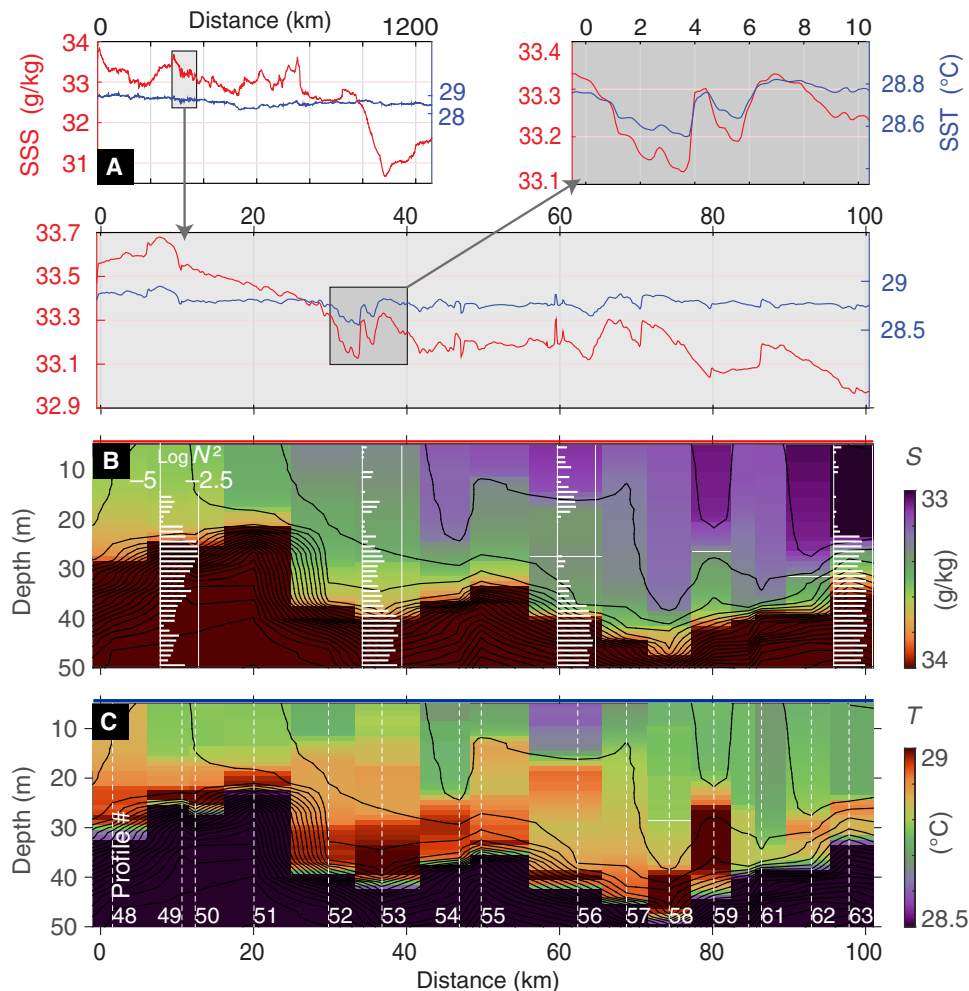 Distance (km)
0 1200
34
33
32
31
SSS (g/kg)
29
28
A
0 2 4 6 8 10
33.4
33.3
33.2
33.1
28.8
28.6
SST (°C)
0 20 40 60 80 100
33.7
33.5
33.3
33.1
32.9
29
28.5
B
Log N²
−5 −2.5
10
20
30
40
50
Depth (m)
S
33
34
(g/kg)
C
10
20
30
40
50
Depth (m)
Profile #
48 49 50 51 52 53 54 55 56 57 58 59 61 62 63
T
29
28.5
(°C)
0 20 40 60 80 100
Distance (km)